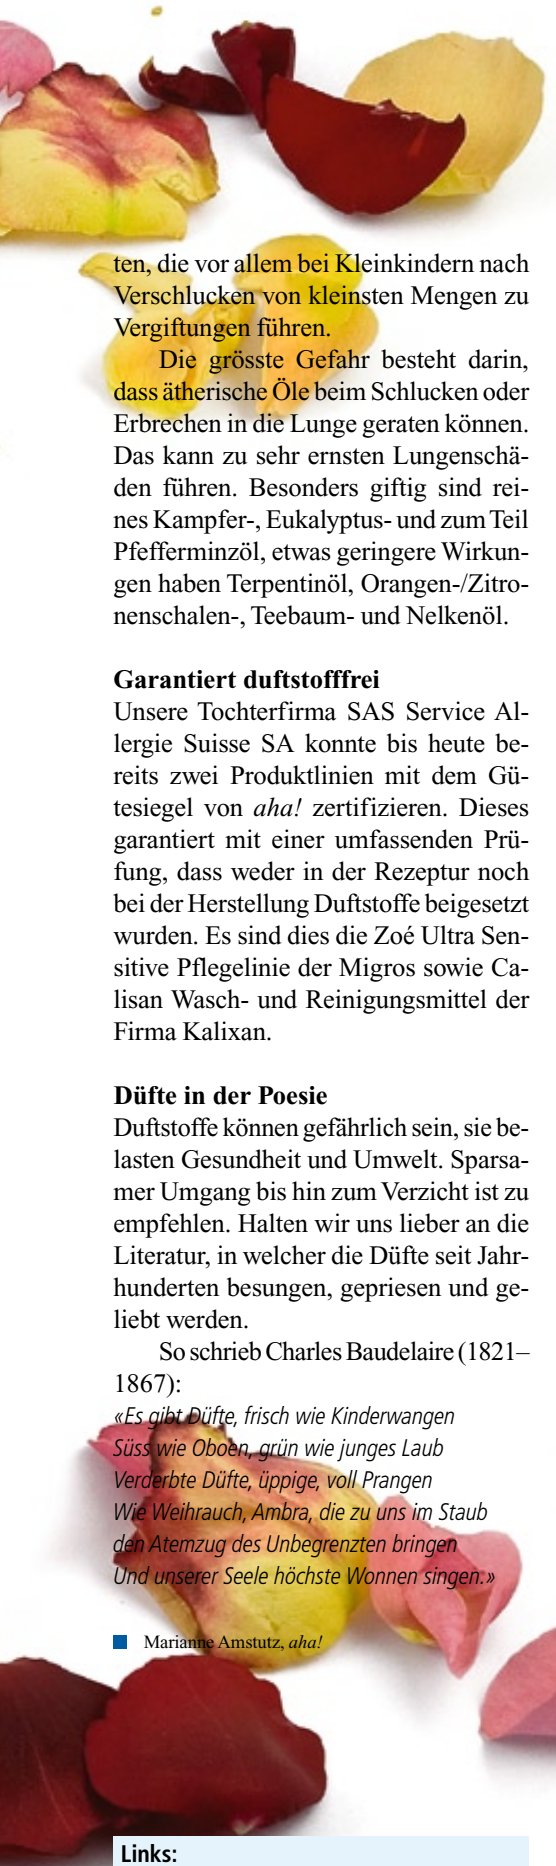 ten, die vor allem bei Kleinkindern nach
Verschlucken von kleinsten Mengen zu
Vergiftungen führen.
Die grösste Gefahr besteht darin,
dass ätherische Öle beim Schlucken oder
Erbrechen in die Lunge geraten können.
Das kann zu sehr ernsten Lungenschä-
den führen. Besonders giftig sind rei-
nes Kampfer-, Eukalyptus- und zum Teil
Pfefferminzöl, etwas geringere Wirkun-
gen haben Terpentinöl, Orangen-/Zitro-
nenschalen-, Teebaum- und Nelkenöl.
Garantiert duftstofffrei
Unsere Tochterfirma SAS Service Al-
lergie Suisse SA konnte bis heute be-
reits zwei Produktlinien mit dem Gü-
tesiegel von aha! zertifizieren. Dieses
garantiert mit einer umfassenden Prü-
fung, dass weder in der Rezeptur noch
bei der Herstellung Duftstoffe beigesetzt
wurden. Es sind dies die Zoé Ultra Sen-
sitive Pflegelinie der Migros sowie Ca-
lisan Wasch- und Reinigungsmittel der
Firma Kalixan.
Düfte in der Poesie
Duftstoffe können gefährlich sein, sie be-
lasten Gesundheit und Umwelt. Sparsa-
mer Umgang bis hin zum Verzicht ist zu
empfehlen. Halten wir uns lieber an die
Literatur, in welcher die Düfte seit Jahr-
hunderten besungen, gepriesen und ge-
liebt werden.
So schrieb Charles Baudelaire (1821–
1867):
«Es gibt Düfte, frisch wie Kinderwangen
Süss wie Oboen, grün wie junges Laub
Verderbte Düfte, üppige, voll Prangen
Wie Weihrauch, Ambra, die zu uns im Staub
den Atemzug des Unbegrenzten bringen
Und unserer Seele höchste Wonnen singen.»
Marianne Amstutz, aha!
Links: